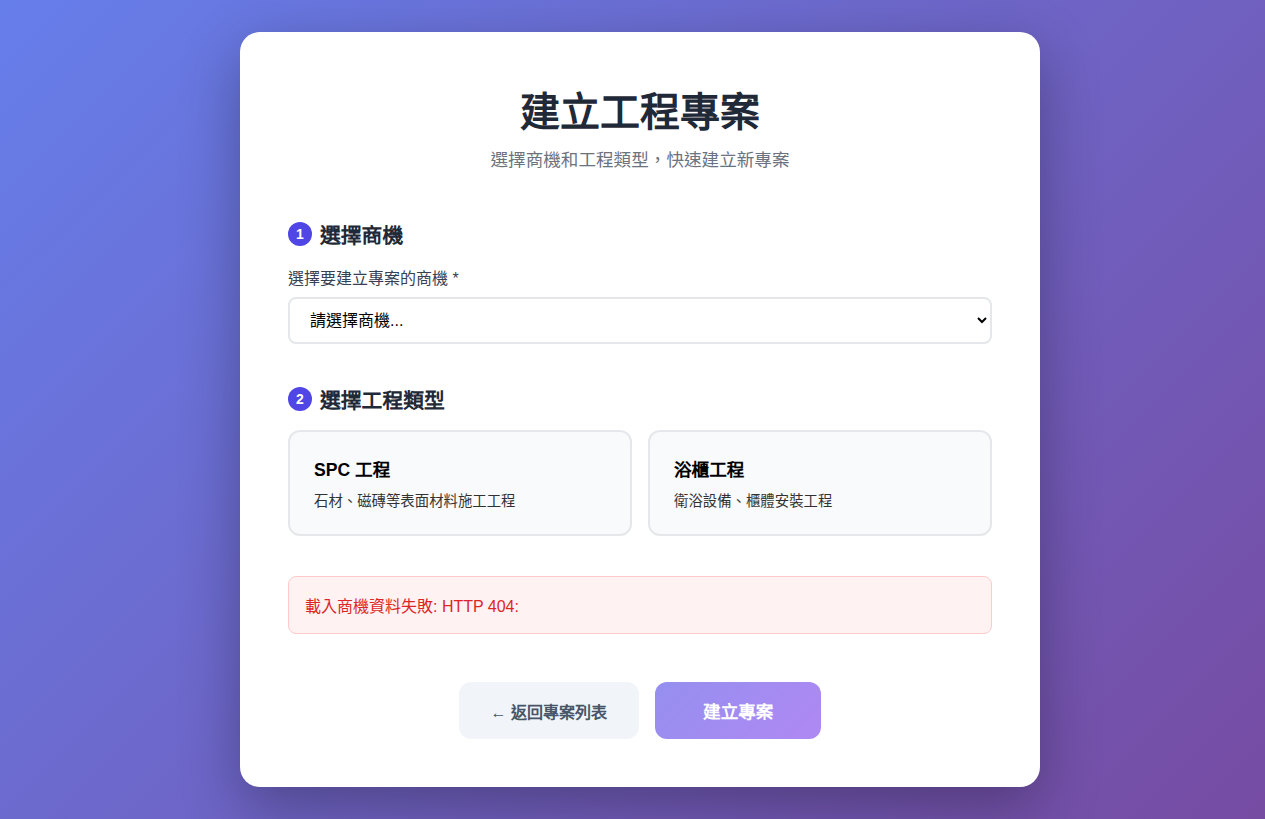 建立工程專案
選擇商機和工程類型，快速建立新專案
1 選擇商機
選擇要建立專案的商機 *
請選擇商機...
2 選擇工程類型
SPC 工程
石材、磁磚等表面材料施工工程
浴櫃工程
衛浴設備、櫃體安裝工程
載入商機資料失敗: HTTP 404:
← 返回專案列表
建立專案